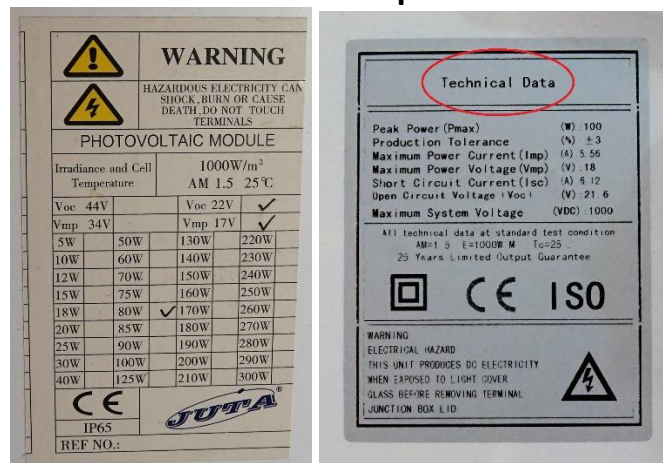 WARNING
HAZARDOUS ELECTRICITY CAN
SHOCK, BURN OR CAUSE
DEATH, DO NOT TOUCH
TERMINALS
PHOTOVOLTAIC MODULE
Irradiance and Cell Temperature 1000W/m²
AM 1.5 25℃
Voc 44V Voc 22V ✓
Vmp 34V Vmp 17V ✓
5W 50W 130W 220W
10W 60W 140W 230W
12W 70W 150W 240W
15W 75W 160W 250W
18W 80W ✓ 170W 260W
20W 85W 180W 270W
25W 90W 190W 280W
30W 100W 200W 290W
40W 125W 210W 300W
CE
IP65
JUTA®
REF NO.:
Technical Data
Peak Power (Pmax) (W) :100
Production Tolerance (%) ±3
Maximum Power Current (Imp) (A) :5.56
Maximum Power Voltage (Vmp) (V) :18
Short Circuit Current (Isc) (A) 6.12
Open Circuit Voltage (Voc) (V) :21.6
Maximum System Voltage (VDC) :1000
All technical data at standard test condition
AM=1.5 E=1000W M Tc=25
25 Years Limited Output Guarantee
CE ISO
WARNING
ELECTRICAL HAZARD
THIS UNIT PRODUCES DC ELECTRICITY
WHEN EXPOSED TO LIGHT COVER
GLASS BEFORE REMOVING TERMINAL
JUNCTION BOX LID